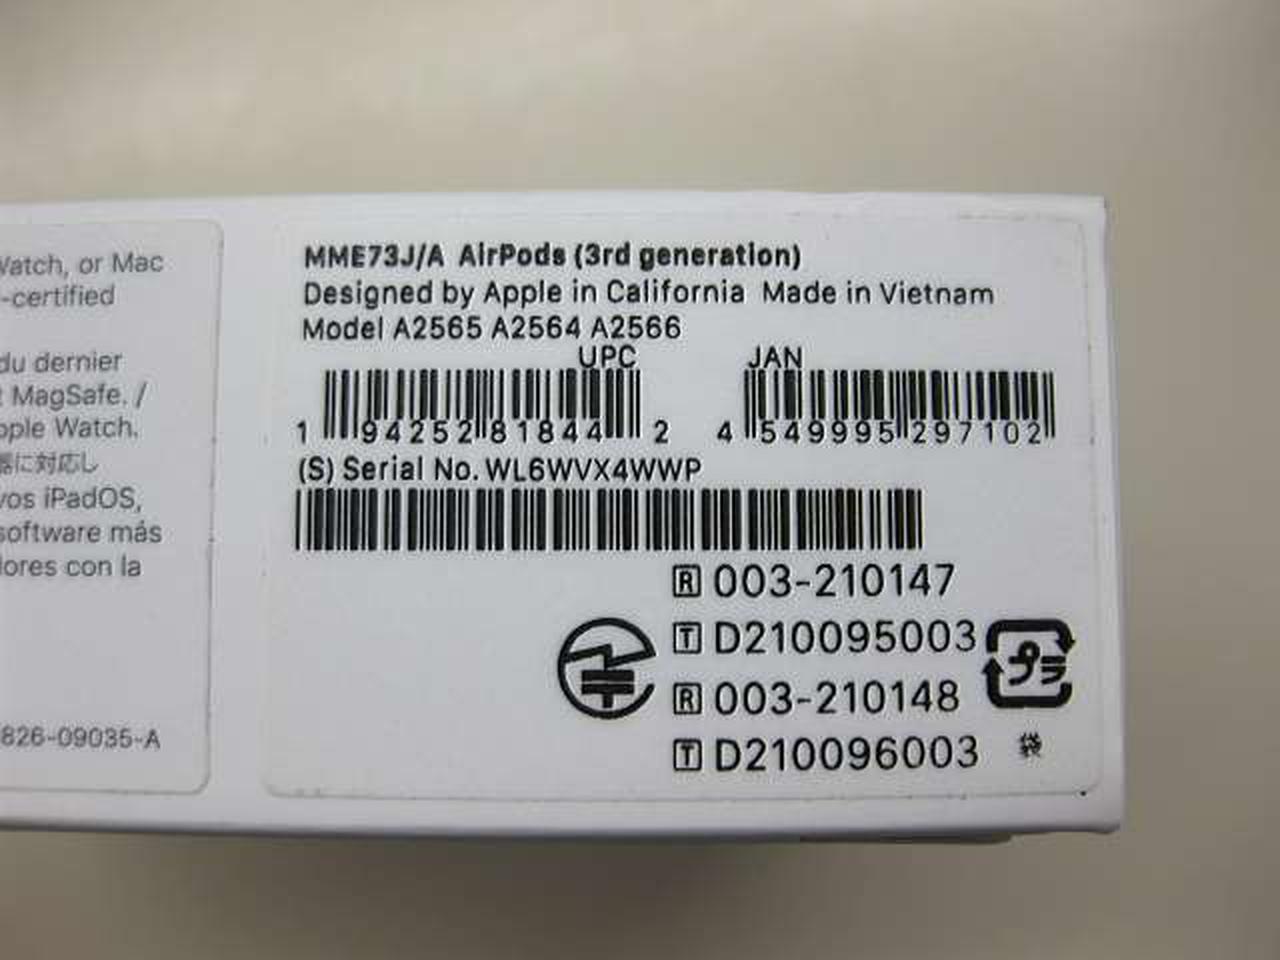 Watch, or Mac
-certified
du dernier
t MagSafe. /
pple Watch.
器に対応し
vos iPadOS,
software más
dores con la
826-09035-A
MME73J/A AirPods (3rd generation)
Designed by Apple in California Made in Vietnam
Model A2565 A2564 A2566
UPC JAN
1 94252 81844 2 4 549995 297102
(S) Serial No. WL6WVX4WWP
R 003-210147
T D210095003
R 003-210148
T D210096003
プラ
袋